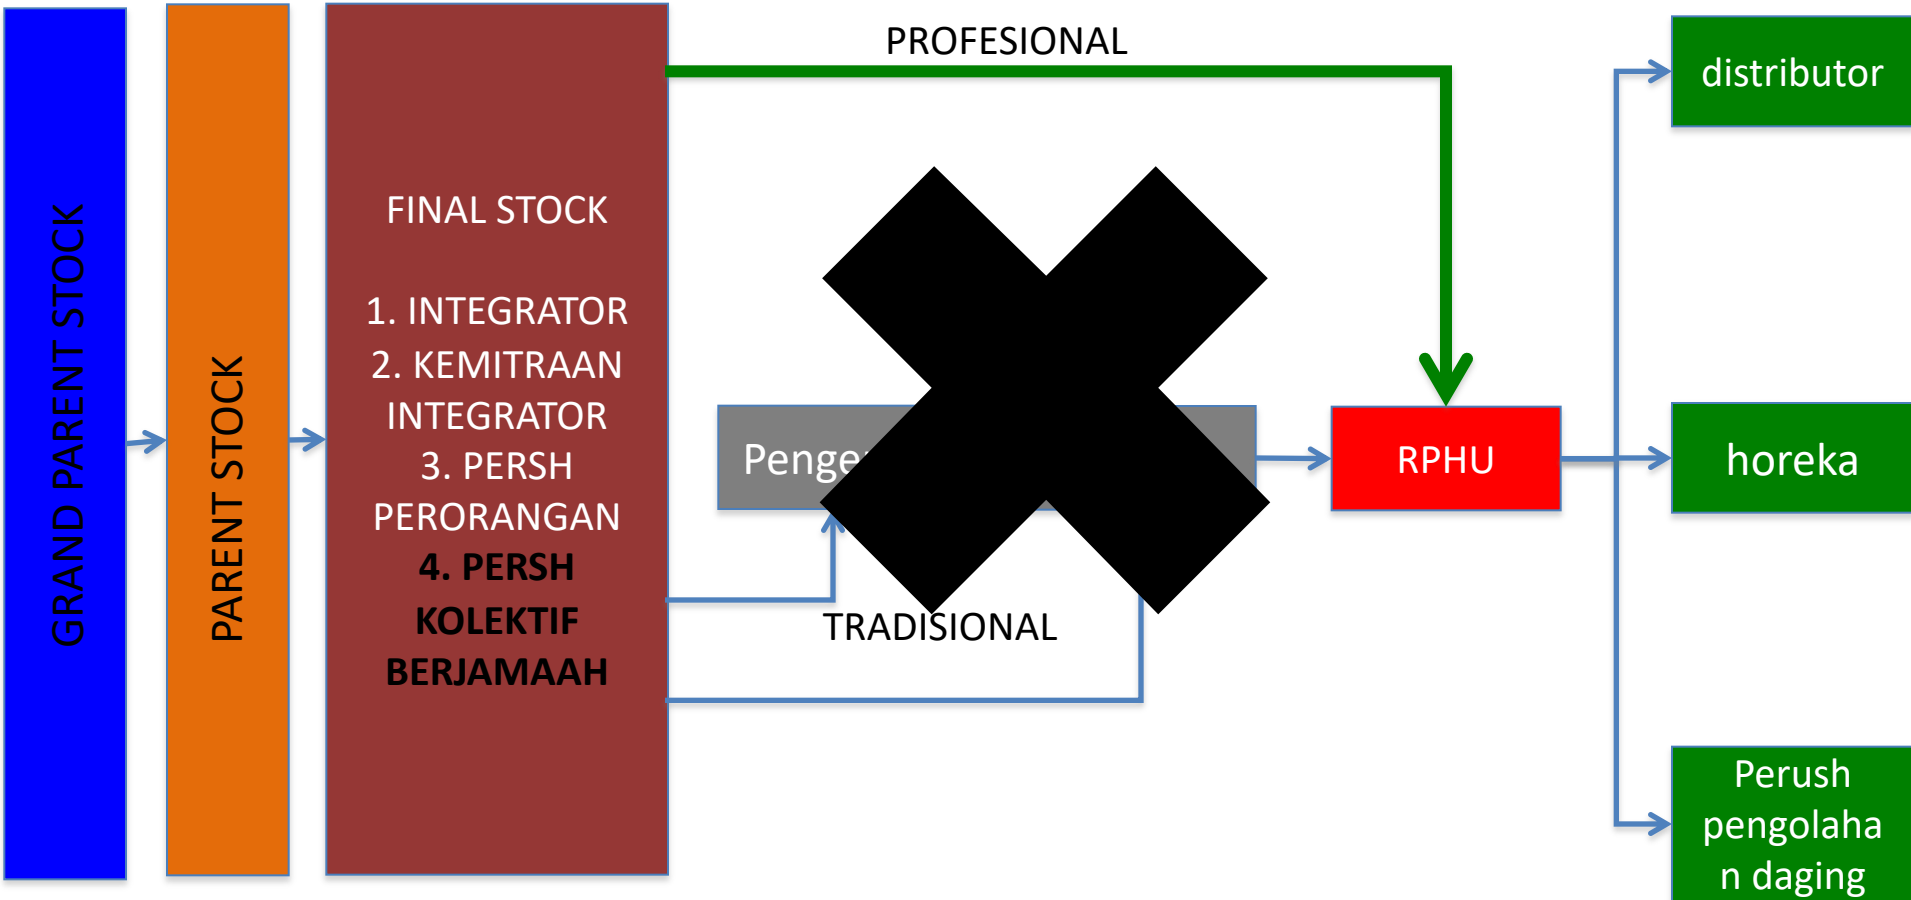 GRAND PARENT STOCK
PARENT STOCK
FINAL STOCK
1. INTEGRATOR
2. KEMITRAAN
INTEGRATOR
3. PERSH
PERORANGAN
4. PERSH
KOLEKTIF
BERJAMAAH
PROFESIONAL
TRADISIONAL
RPHU
distributor
horeka
Perush
pengolaha
n daging